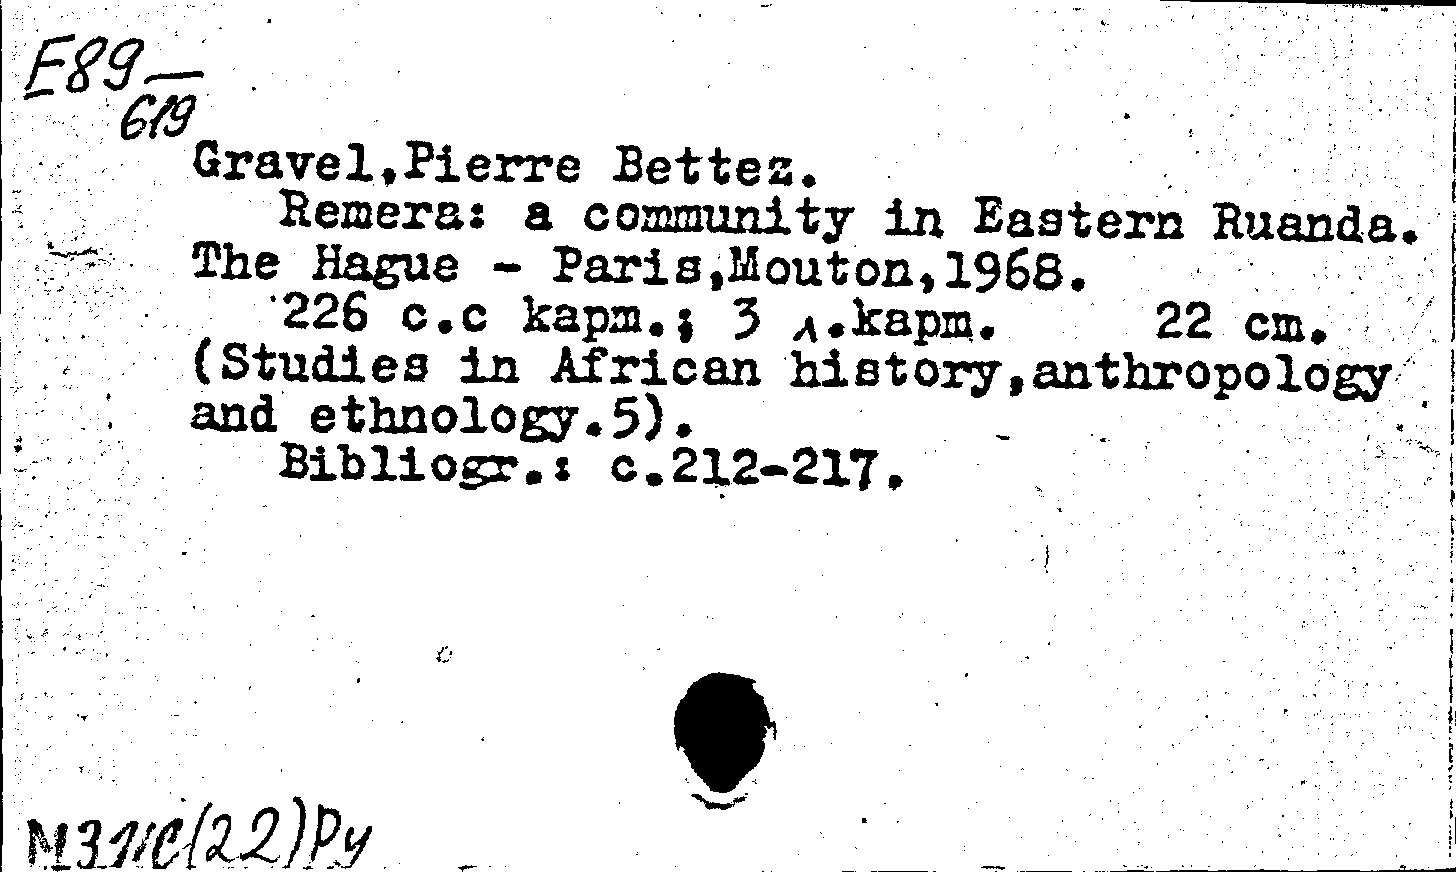 E89—
619
Gravel,Pierre Bettez.
Remera: a community in Eastern Ruanda.
The Hague - Paris,Mouton,1968.
226 c.c карт.; 3 л.карт. 22 cm.
(Studies in African history,anthropology
and ethnology.5).
Bibliogr.: c.212-217.
(22)Ру